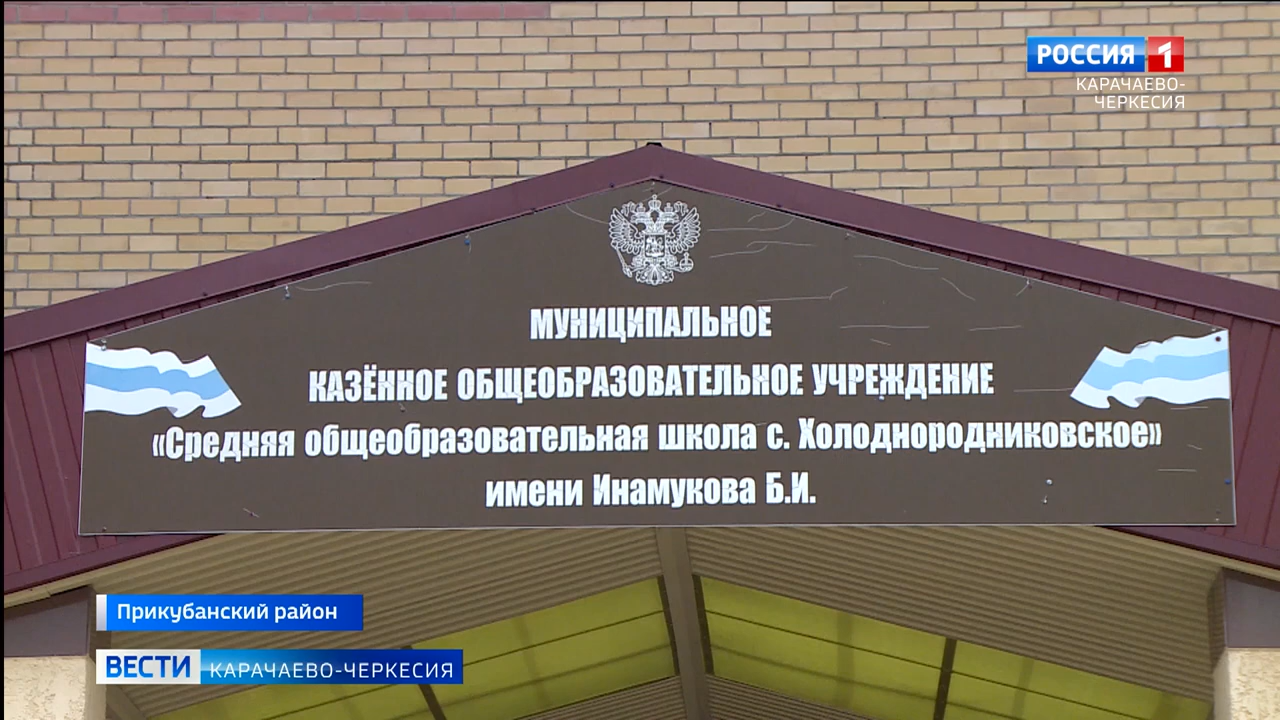 РОССИЯ 1
КАРАЧАЕВО-
ЧЕРКЕСИЯ
МУНИЦИПАЛЬНОЕ
КАЗЁННОЕ ОБЩЕОБРАЗОВАТЕЛЬНОЕ УЧРЕЖДЕНИЕ
«Средняя общеобразовательная школа с. Холоднородниковское»
имени Инамукова Б.И.
Прикубанский район
ВЕСТИ КАРАЧАЕВО-ЧЕРКЕСИЯ